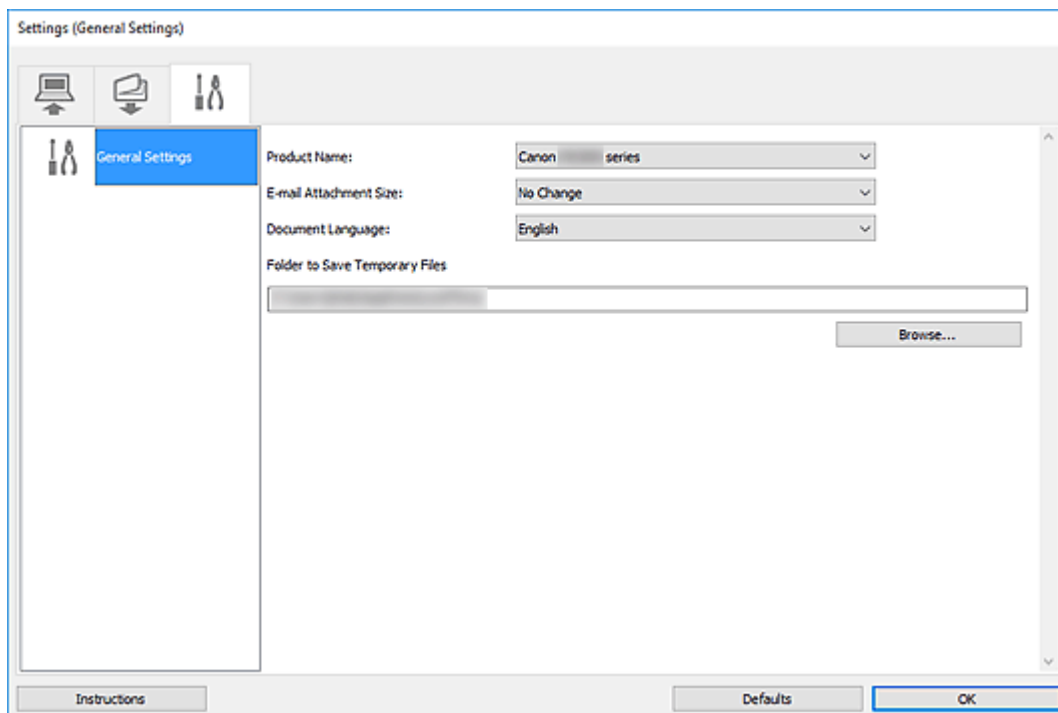 Settings (General Settings)
General Settings
Product Name:
Canon series
E-mail Attachment Size:
No Change
Document Language:
English
Folder to Save Temporary Files
Browse...
Instructions
Defaults
OK